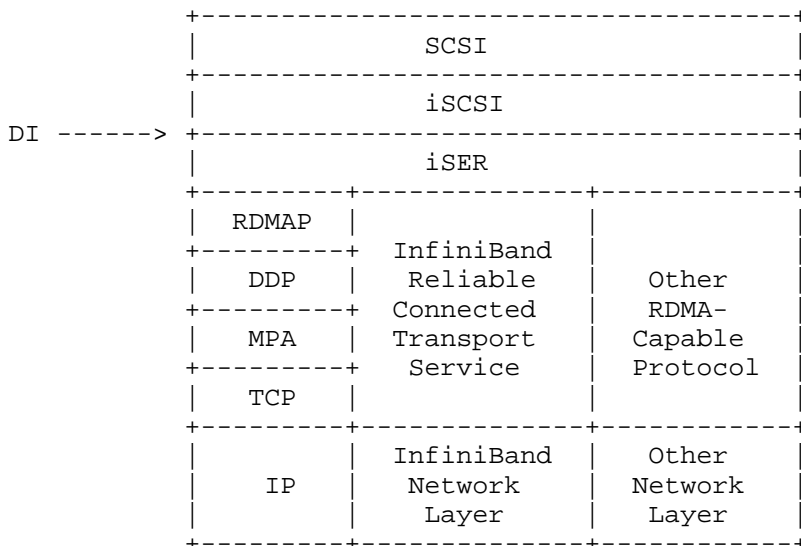 SCSI
iSCSI
DI ------>
iSER
RDMAP
InfiniBand
DDP Reliable Other
Connected RDMA-
MPA Transport Capable
Service Protocol
TCP
InfiniBand Other
IP Network Network
Layer Layer